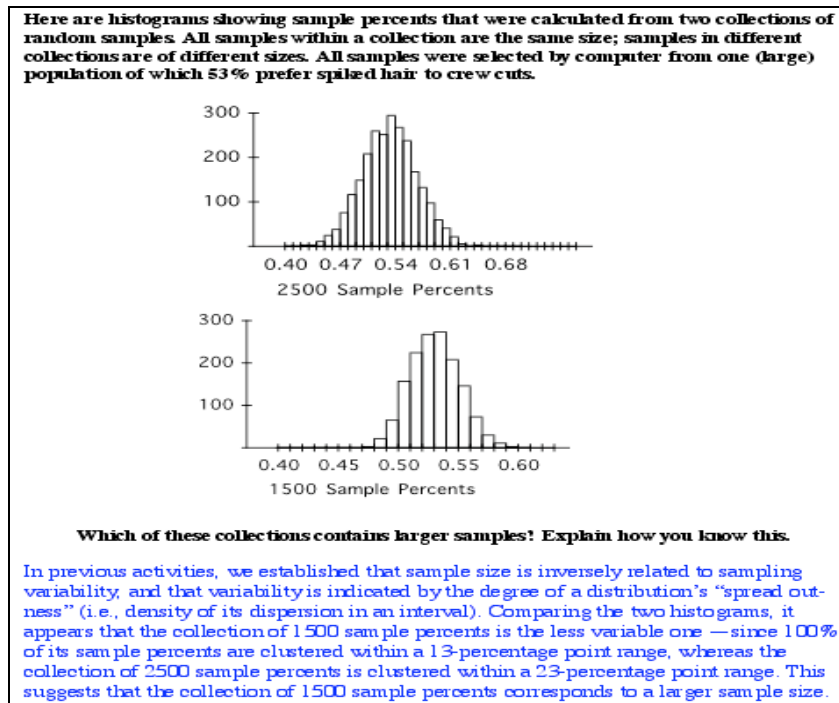 Here are histograms showing sample percents that were calculated from two collections of
random samples. All samples within a collection are the same size; samples in different
collections are of different sizes. All samples were selected by computer from one (large)
population of which 53% prefer spiked hair to crew cuts.
300
200
100
0.40 0.47 0.54 0.61 0.68
2500 Sample Percents
300
200
100
0.40 0.45 0.50 0.55 0.60
1500 Sample Percents
Which of these collections contains larger samples? Explain how you know this.
In previous activities, we established that sample size is inversely related to sampling
variability, and that variability is indicated by the degree of a distribution's “spread out-
ness” (i.e., density of its dispersion in an interval). Comparing the two histograms, it
appears that the collection of 1500 sample percents is the less variable one —since 100%
of its sample percents are clustered within a 13-percentage point range, whereas the
collection of 2500 sample percents is clustered within a 23-percentage point range. This
suggests that the collection of 1500 sample percents corresponds to a larger sample size.